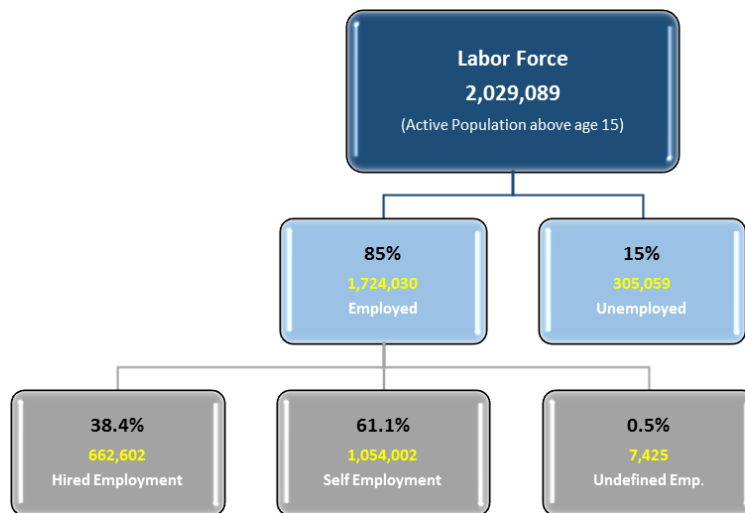 Labor Force
2,029,089
(Active Population above age 15)
85%
1,724,030
Employed
15%
305,059
Unemployed
38.4%
662,602
Hired Employment
61.1%
1,054,002
Self Employment
0.5%
7,425
Undefined Emp.